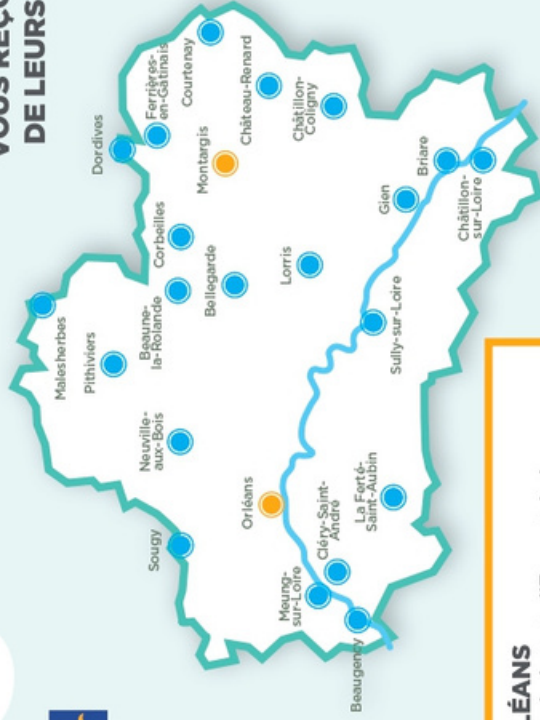 VOUS REÇO
DE LEURS
Malesherbes
Dordives
Ferrières-
en-Gâtinais
Courtenay
Pithiviers
Corbeilles
Montargis
Château-Renard
Beaune-
la-Rolande
Bellegarde
Châtillon-
Coligny
Neuville-
aux-Bois
Lorris
Sougy
Orléans
Gien
Briare
Châtillon-
sur-Loire
Sully-sur-Loire
Meung-
sur-Loire
Cléry-Saint-
André
La Ferté-
Saint-Aubin
Beaugency
LÉANS